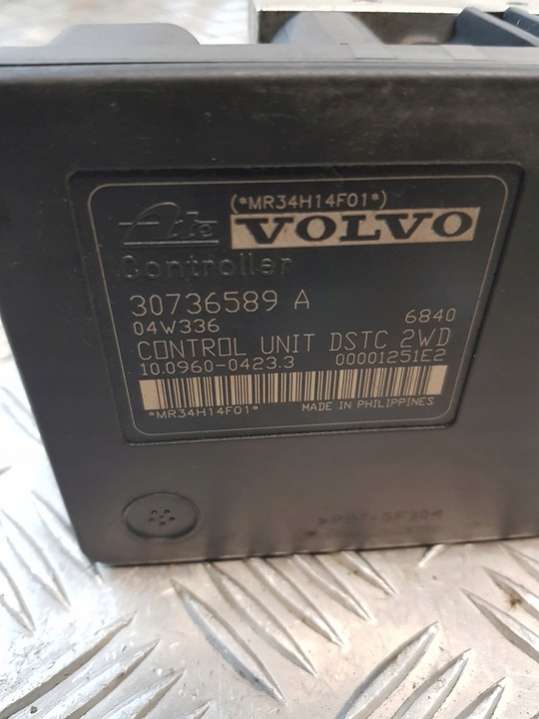 (*MR34H14F01*)
Ate VOLVO
Controller
30736589 A
04W336 6840
CONTROL UNIT DSTC 2WD
10.0960-0423.3 00001251E2
*MR34H14F01* MADE IN PHILIPPINES